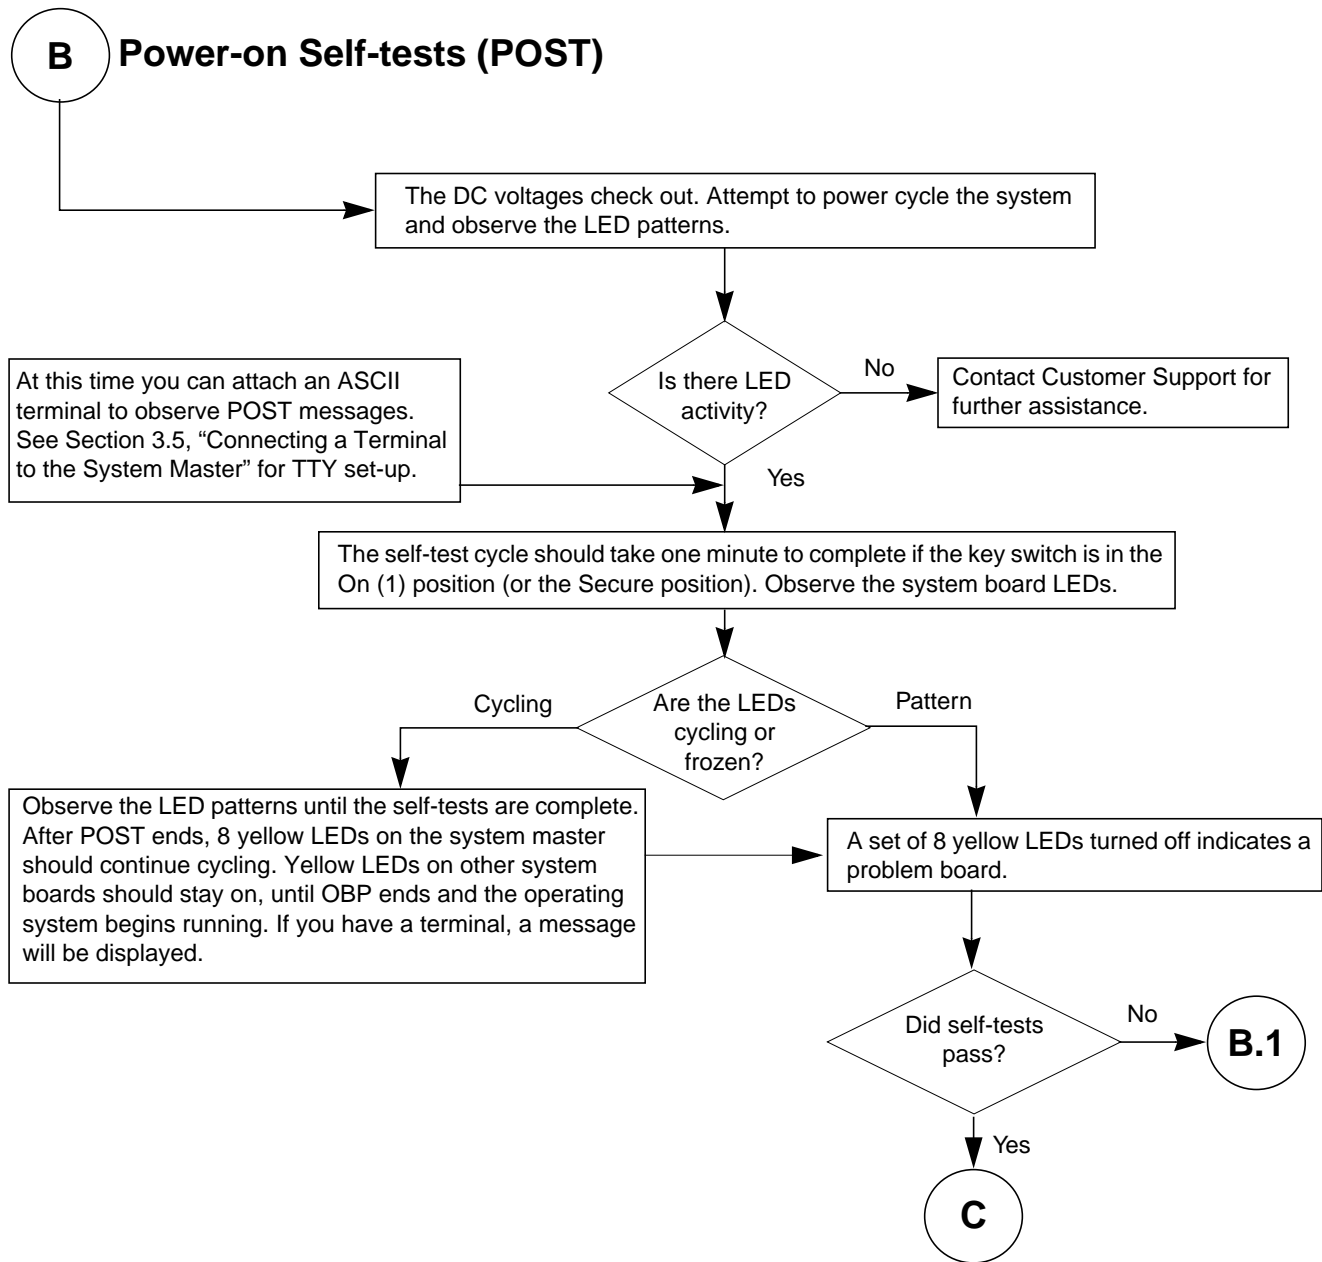 B
Power-on Self-tests (POST)
The DC voltages check out. Attempt to power cycle the system
and observe the LED patterns.
Is there LED
activity?
No
Contact Customer Support for
further assistance.
At this time you can attach an ASCII
terminal to observe POST messages.
See Section 3.5, “Connecting a Terminal
to the System Master” for TTY set-up.
Yes
The self-test cycle should take one minute to complete if the key switch is in the
On (1) position (or the Secure position). Observe the system board LEDs.
Are the LEDs
cycling or
frozen?
Cycling
Pattern
Observe the LED patterns until the self-tests are complete.
After POST ends, 8 yellow LEDs on the system master
should continue cycling. Yellow LEDs on other system
boards should stay on, until OBP ends and the operating
system begins running. If you have a terminal, a message
will be displayed.
A set of 8 yellow LEDs turned off indicates a
problem board.
Did self-tests
pass?
No
B.1
Yes
C